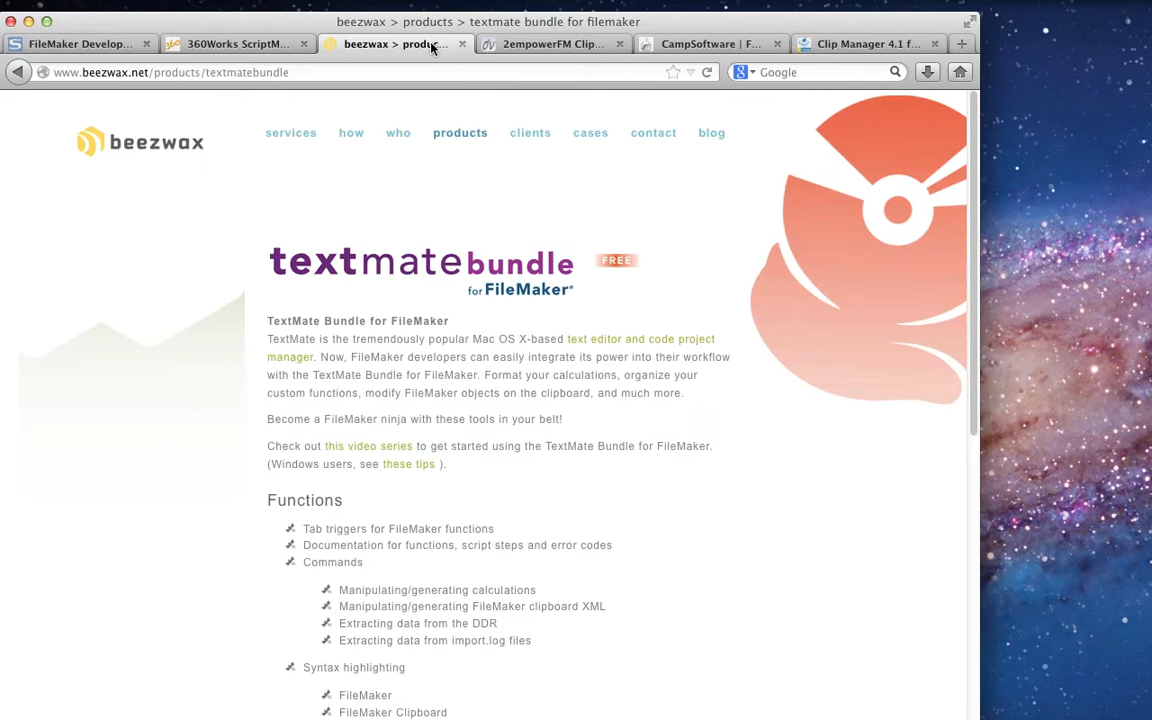 beezwax > products > textmate bundle for filemaker
FileMaker Develop...
360Works ScriptM...
beezwax > produc...
2empowerFM Clip...
CampSoftware | F...
Clip Manager 4.1 f...
www.beezwax.net/products/textmatebundle
Google
beezwax
services how who products clients cases contact blog
textmatebundle FREE
for FileMaker®
TextMate Bundle for FileMaker
TextMate is the tremendously popular Mac OS X-based text editor and code project
manager. Now, FileMaker developers can easily integrate its power into their workflow
with the TextMate Bundle for FileMaker. Format your calculations, organize your
custom functions, modify FileMaker objects on the clipboard, and much more.
Become a FileMaker ninja with these tools in your belt!
Check out this video series to get started using the TextMate Bundle for FileMaker.
(Windows users, see these tips ).
Functions
Tab triggers for FileMaker functions
Documentation for functions, script steps and error codes
Commands
Manipulating/generating calculations
Manipulating/generating FileMaker clipboard XML
Extracting data from the DDR
Extracting data from import.log files
Syntax highlighting
FileMaker
FileMaker Clipboard